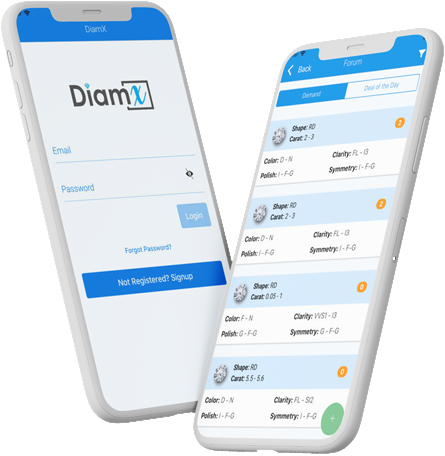 DiamX
DiamX
Email
Password
Login
Forgot Password?
Not Registered? Signup
Back
Forum
Demand
Deal of the Day
Shape: RD
Carat: 2 - 3
3
Color: D - N
Clarity: FL - I3
Polish: I - F-G
Symmetry: I - F-G
Shape: RD
Carat: 2 - 3
2
Color: D - N
Clarity: FL - I3
Polish: I - F-G
Symmetry: I - F-G
Shape: RD
Carat: 0.05 - 1
0
Color: F - N
Clarity: VVS1 - I3
Polish: G - F-G
Symmetry: G - F-G
Shape: RD
Carat: 5.5 - 5.6
0
Color: D - N
Clarity: FL - SI2
Polish: I - F-G
Symmetry: I - F-G
+